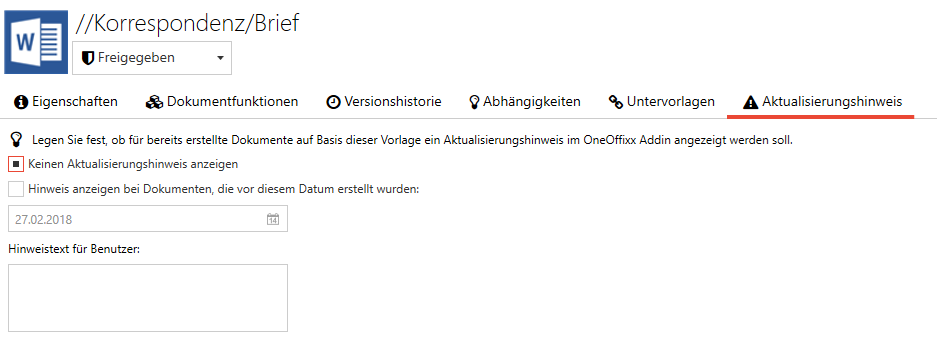 W
//Korrespondenz/Brief
Freigegeben
Eigenschaften Dokumentfunktionen Versionshistorie Abhängigkeiten Untervorlagen Aktualisierungshinweis
Legen Sie fest, ob für bereits erstellte Dokumente auf Basis dieser Vorlage ein Aktualisierungshinweis im OneOffixx Addin angezeigt werden soll.
Keinen Aktualisierungshinweis anzeigen
Hinweis anzeigen bei Dokumenten, die vor diesem Datum erstellt wurden:
27.02.2018 14
Hinweistext für Benutzer: